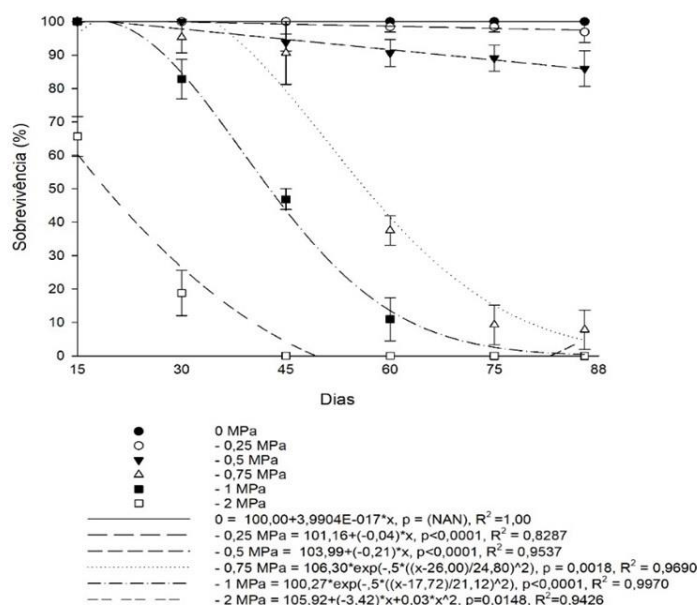 100
90
80
70
60
50
40
30
20
10
0
Sobrevivência (%)
15 30 45 60 75 88
Dias
0 MPa
- 0,25 MPa
- 0,5 MPa
- 0,75 MPa
- 1 MPa
- 2 MPa
0 = 100,00+3,9904E-017*x, p = (NAN), R² =1,00
- 0,25 MPa = 101,16+(-0,04)*x, p<0,0001, R² = 0,8287
- 0,5 MPa = 103,99+(-0,21)*x, p<0,0001, R² = 0,9537
- 0,75 MPa = 106,30*exp(-,5*((x-26,00)/24,80)^2), p = 0,0018, R² = 0,9690
- 1 MPa = 100,27*exp(-,5*((x-17,72)/21,12)^2), p<0,0001, R² = 0,9970
- 2 MPa = 105,92+(-3,42)*x+0,03*x^2, p=0,0148, R²=0,9426